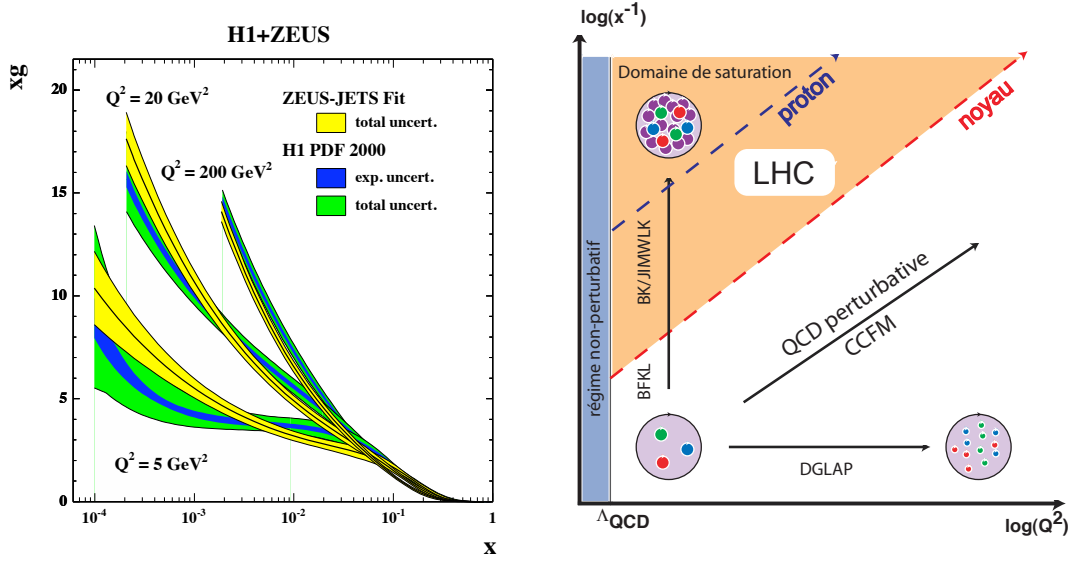 H1+ZEUS
xg
20
15
10
5
0
Q² = 20 GeV²
Q² = 200 GeV²
Q² = 5 GeV²
ZEUS-JETS Fit
total uncert.
H1 PDF 2000
exp. uncert.
total uncert.
10⁻⁴
10⁻³
10⁻²
10⁻¹
1
x
log(x⁻¹)
Domaine de saturation
proton
noyau
LHC
régime non-perturbatif
BK/JIMWLK
BFKL
QCD perturbative
CCFM
DGLAP
ΛQCD
log(Q²)